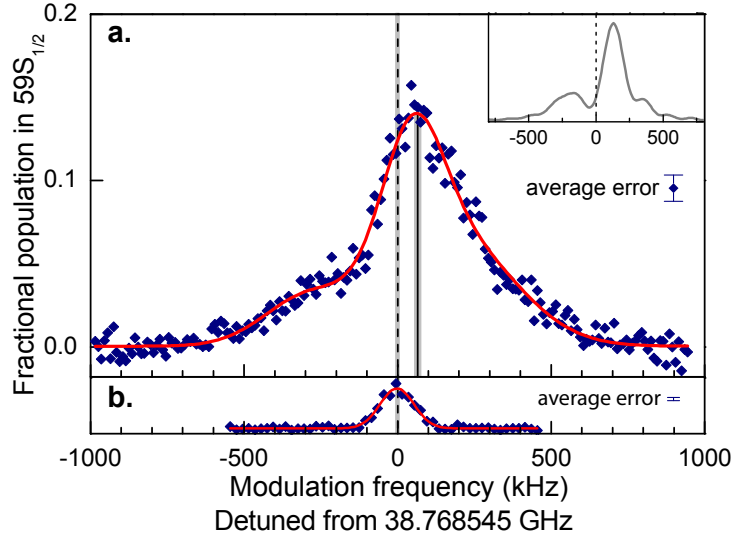 Fractional population in 59S1/2
0.2
0.1
0.0
a.
-500
0
500
average error
b.
average error
-1000
-500
0
500
1000
Modulation frequency (kHz)
Detuned from 38.768545 GHz